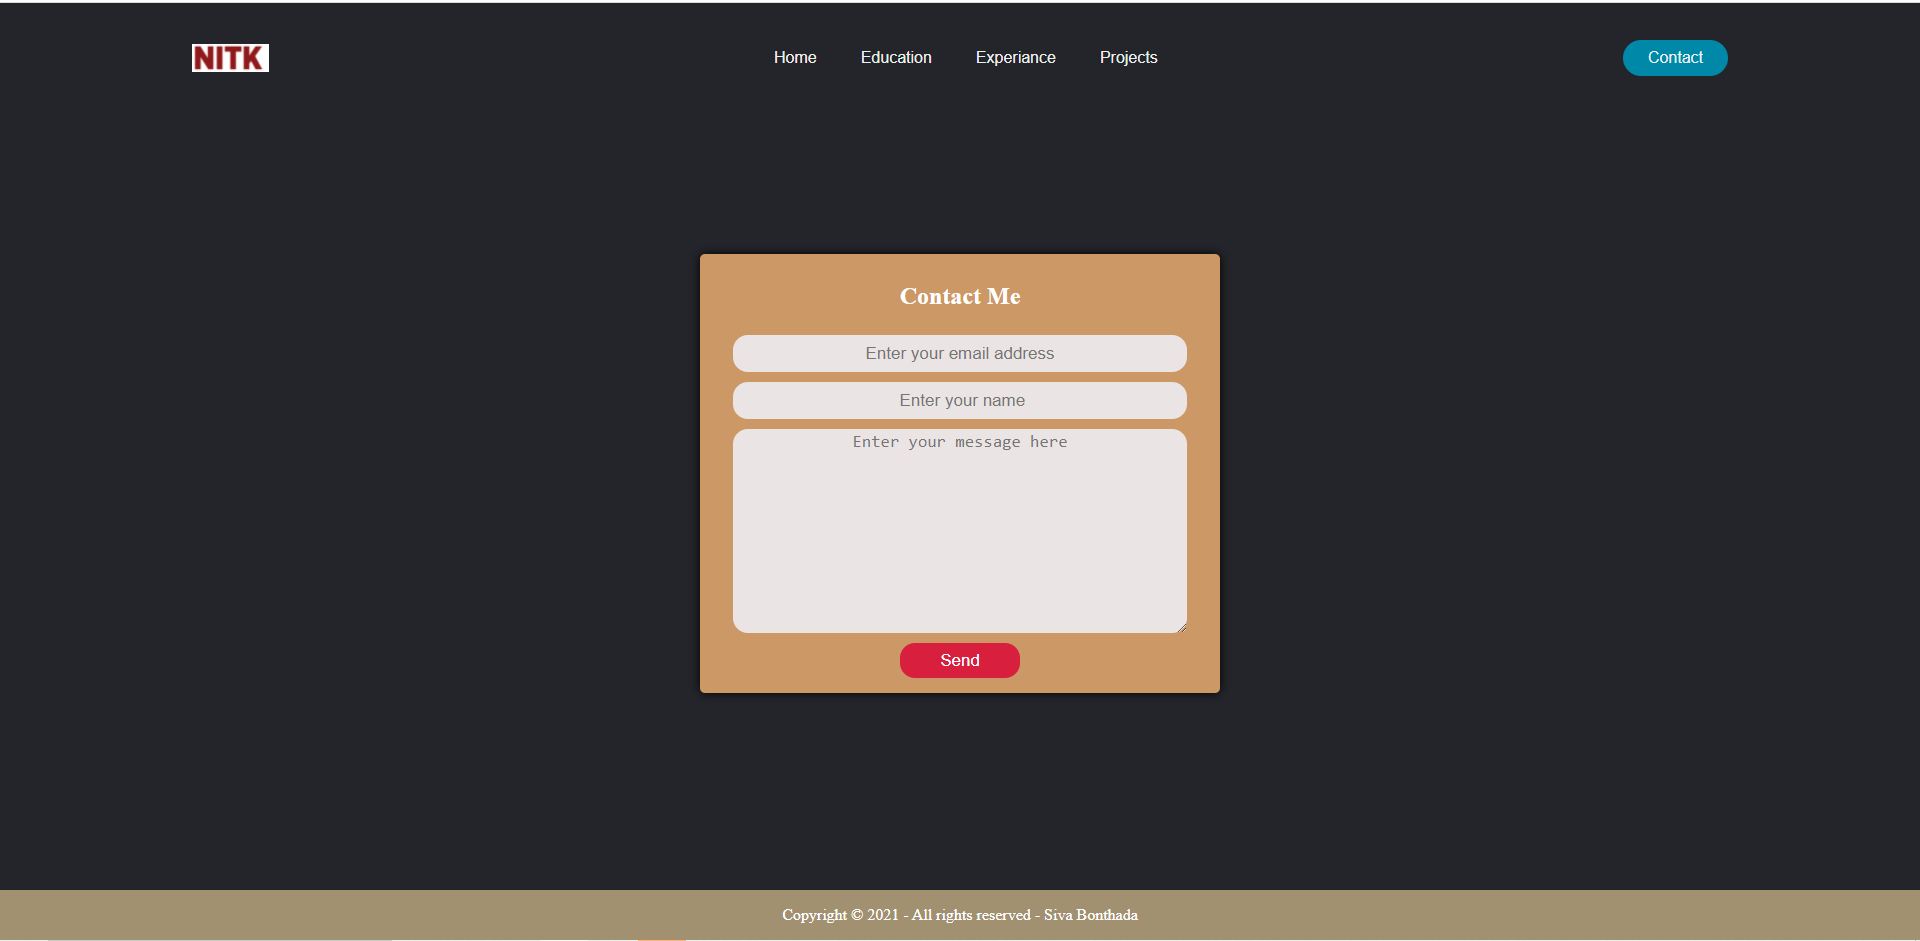 NITK Home Education Experiance Projects Contact
Contact Me
Enter your email address
Enter your name
Enter your message here
Send
Copyright © 2021 - All rights reserved - Siva Bonthada